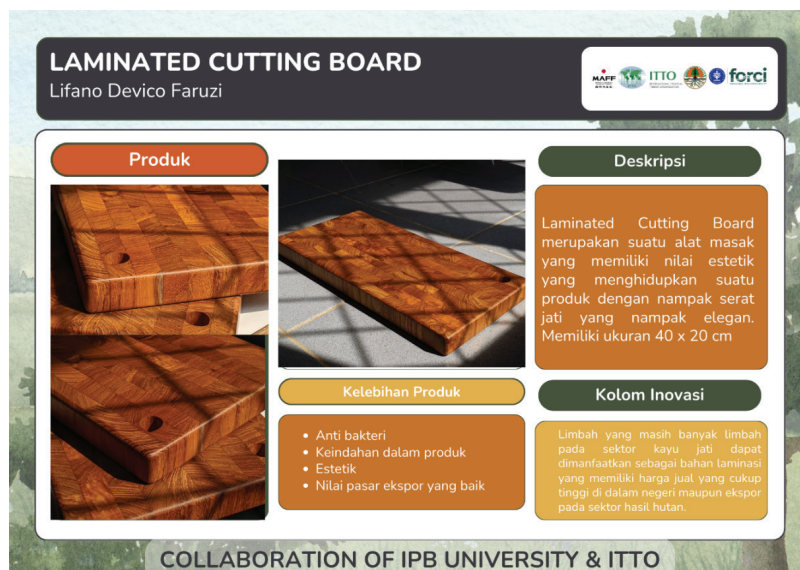 LAMINATED CUTTING BOARD
Lifano Devico Faruzi
MAFF
ITTO
forci
Produk
Deskripsi
Laminated Cutting Board
merupakan suatu alat masak
yang memiliki nilai estetik
yang menghidupkan suatu
produk dengan nampak serat
jati yang nampak elegan.
Memiliki ukuran 40 x 20 cm
Kelebihan Produk
• Anti bakteri
• Keindahan dalam produk
• Estetik
• Nilai pasar ekspor yang baik
Kolom Inovasi
Limbah yang masih banyak limbah
pada sektor kayu jati dapat
dimanfaatkan sebagai bahan laminasi
yang memiliki harga jual yang cukup
tinggi di dalam negeri maupun ekspor
pada sektor hasil hutan.
COLLABORATION OF IPB UNIVERSITY & ITTO